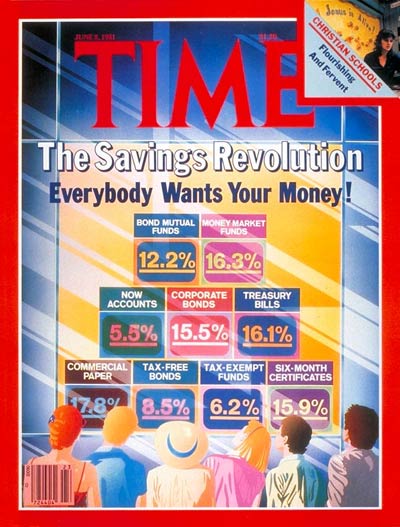 JUNE 8, 1981
$1.50
TIME
Jesus is Alive!
CHRISTIAN SCHOOLS
Flourishing
And Fervent
The Savings Revolution
Everybody Wants Your Money!
BOND MUTUAL
FUNDS
12.2%
MONEY MARKET
FUNDS
16.3%
NOW
ACCOUNTS
5.5%
CORPORATE
BONDS
15.5%
TREASURY
BILLS
16.1%
COMMERCIAL
PAPER
17.8%
TAX-FREE
BONDS
8.5%
TAX-EXEMPT
FUNDS
6.2%
SIX-MONTH
CERTIFICATES
15.9%